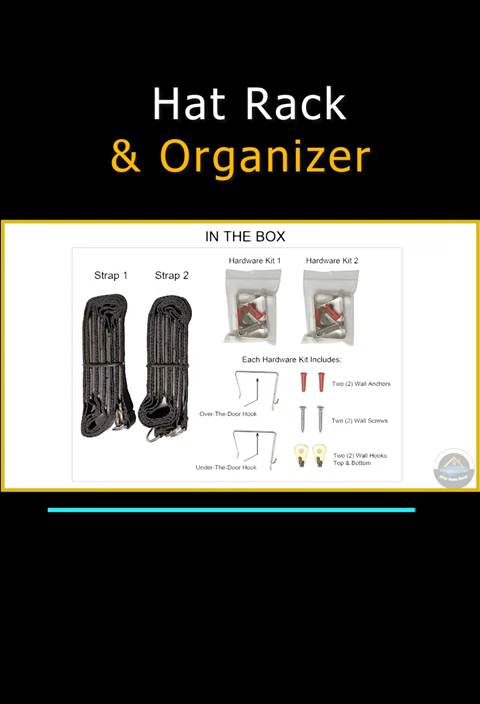 Hat Rack
& Organizer
IN THE BOX
Strap 1
Strap 2
Hardware Kit 1
Hardware Kit 2
Each Hardware Kit Includes:
Over-The-Door Hook
Two (2) Wall Anchors
Two (2) Wall Screws
Under-The-Door Hook
Two (2) Wall Hooks
Top & Bottom